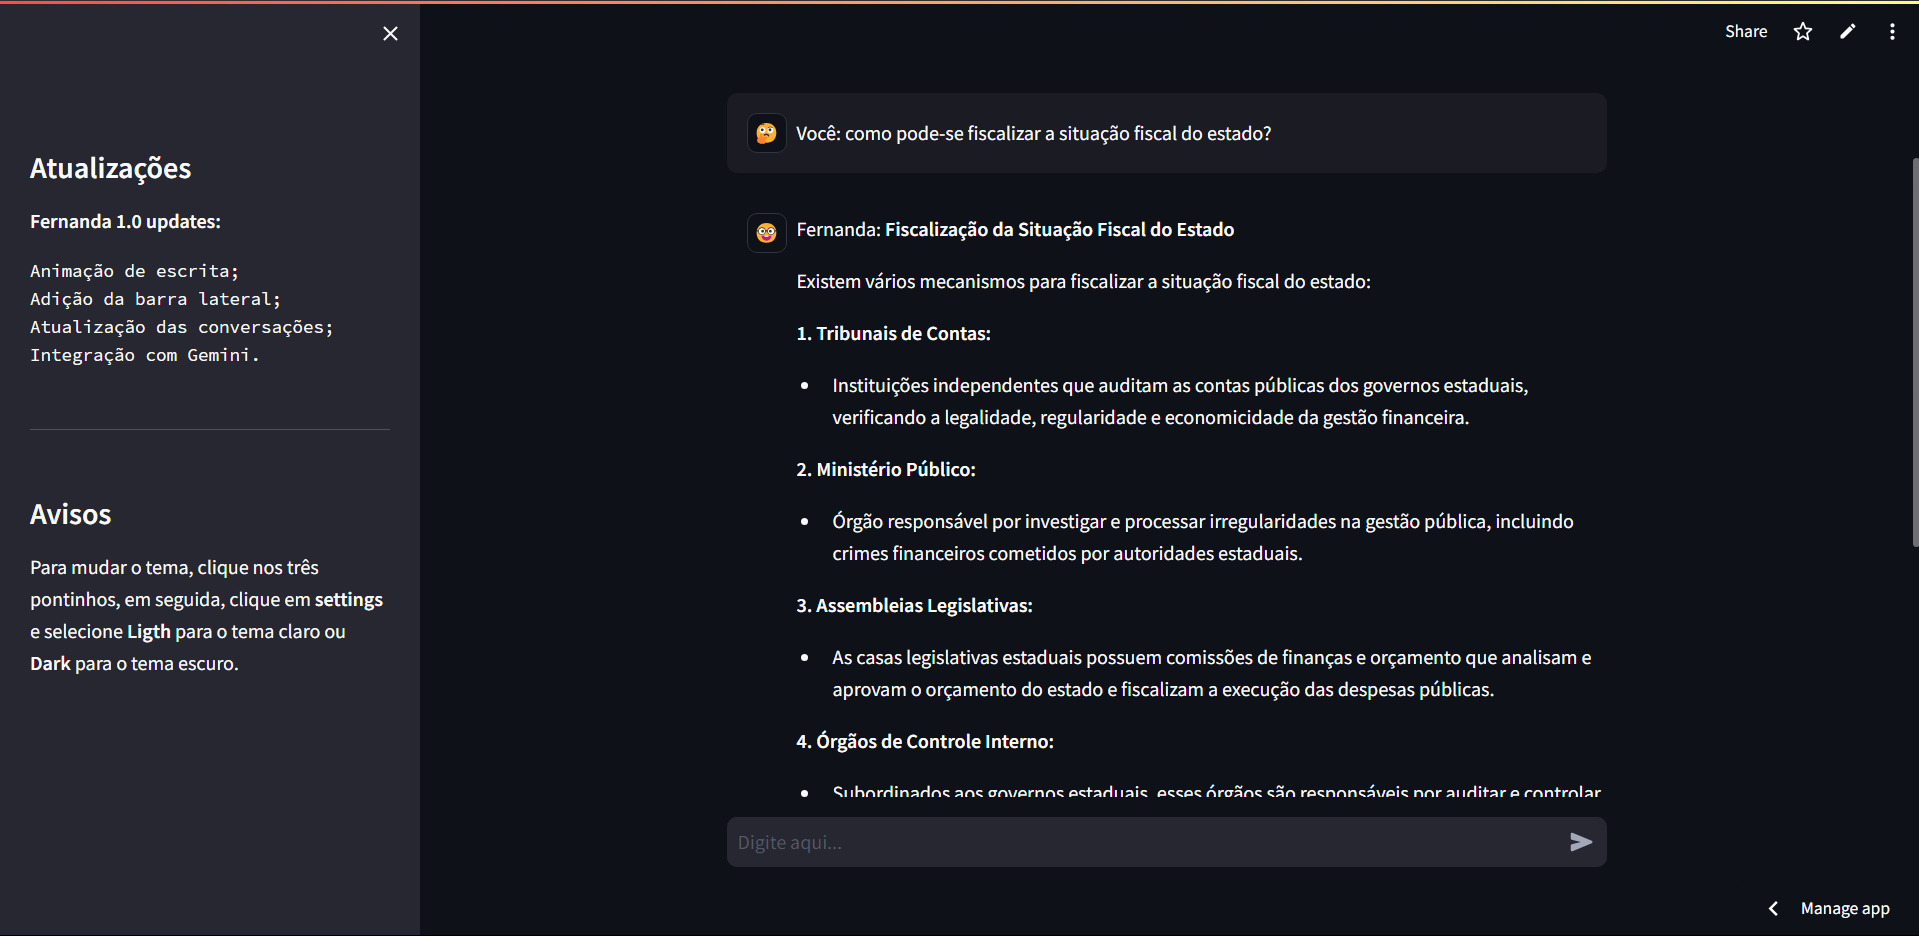 Atualizações
Fernanda 1.0 updates:
Animação de escrita;
Adição da barra lateral;
Atualização das conversações;
Integração com Gemini.
Avisos
Para mudar o tema, clique nos três
pontinhos, em seguida, clique em settings
e selecione Ligth para o tema claro ou
Dark para o tema escuro.
Share
Você: como pode-se fiscalizar a situação fiscal do estado?
Fernanda: Fiscalização da Situação Fiscal do Estado
Existem vários mecanismos para fiscalizar a situação fiscal do estado:
1. Tribunais de Contas:
• Instituições independentes que auditam as contas públicas dos governos estaduais,
verificando a legalidade, regularidade e economicidade da gestão financeira.
2. Ministério Público:
• Órgão responsável por investigar e processar irregularidades na gestão pública, incluindo
crimes financeiros cometidos por autoridades estaduais.
3. Assembleias Legislativas:
• As casas legislativas estaduais possuem comissões de finanças e orçamento que analisam e
aprovam o orçamento do estado e fiscalizam a execução das despesas públicas.
4. Órgãos de Controle Interno:
• Subordinados aos governos estaduais, esses órgãos são responsáveis por auditar e controlar
Digite aqui...
Manage app